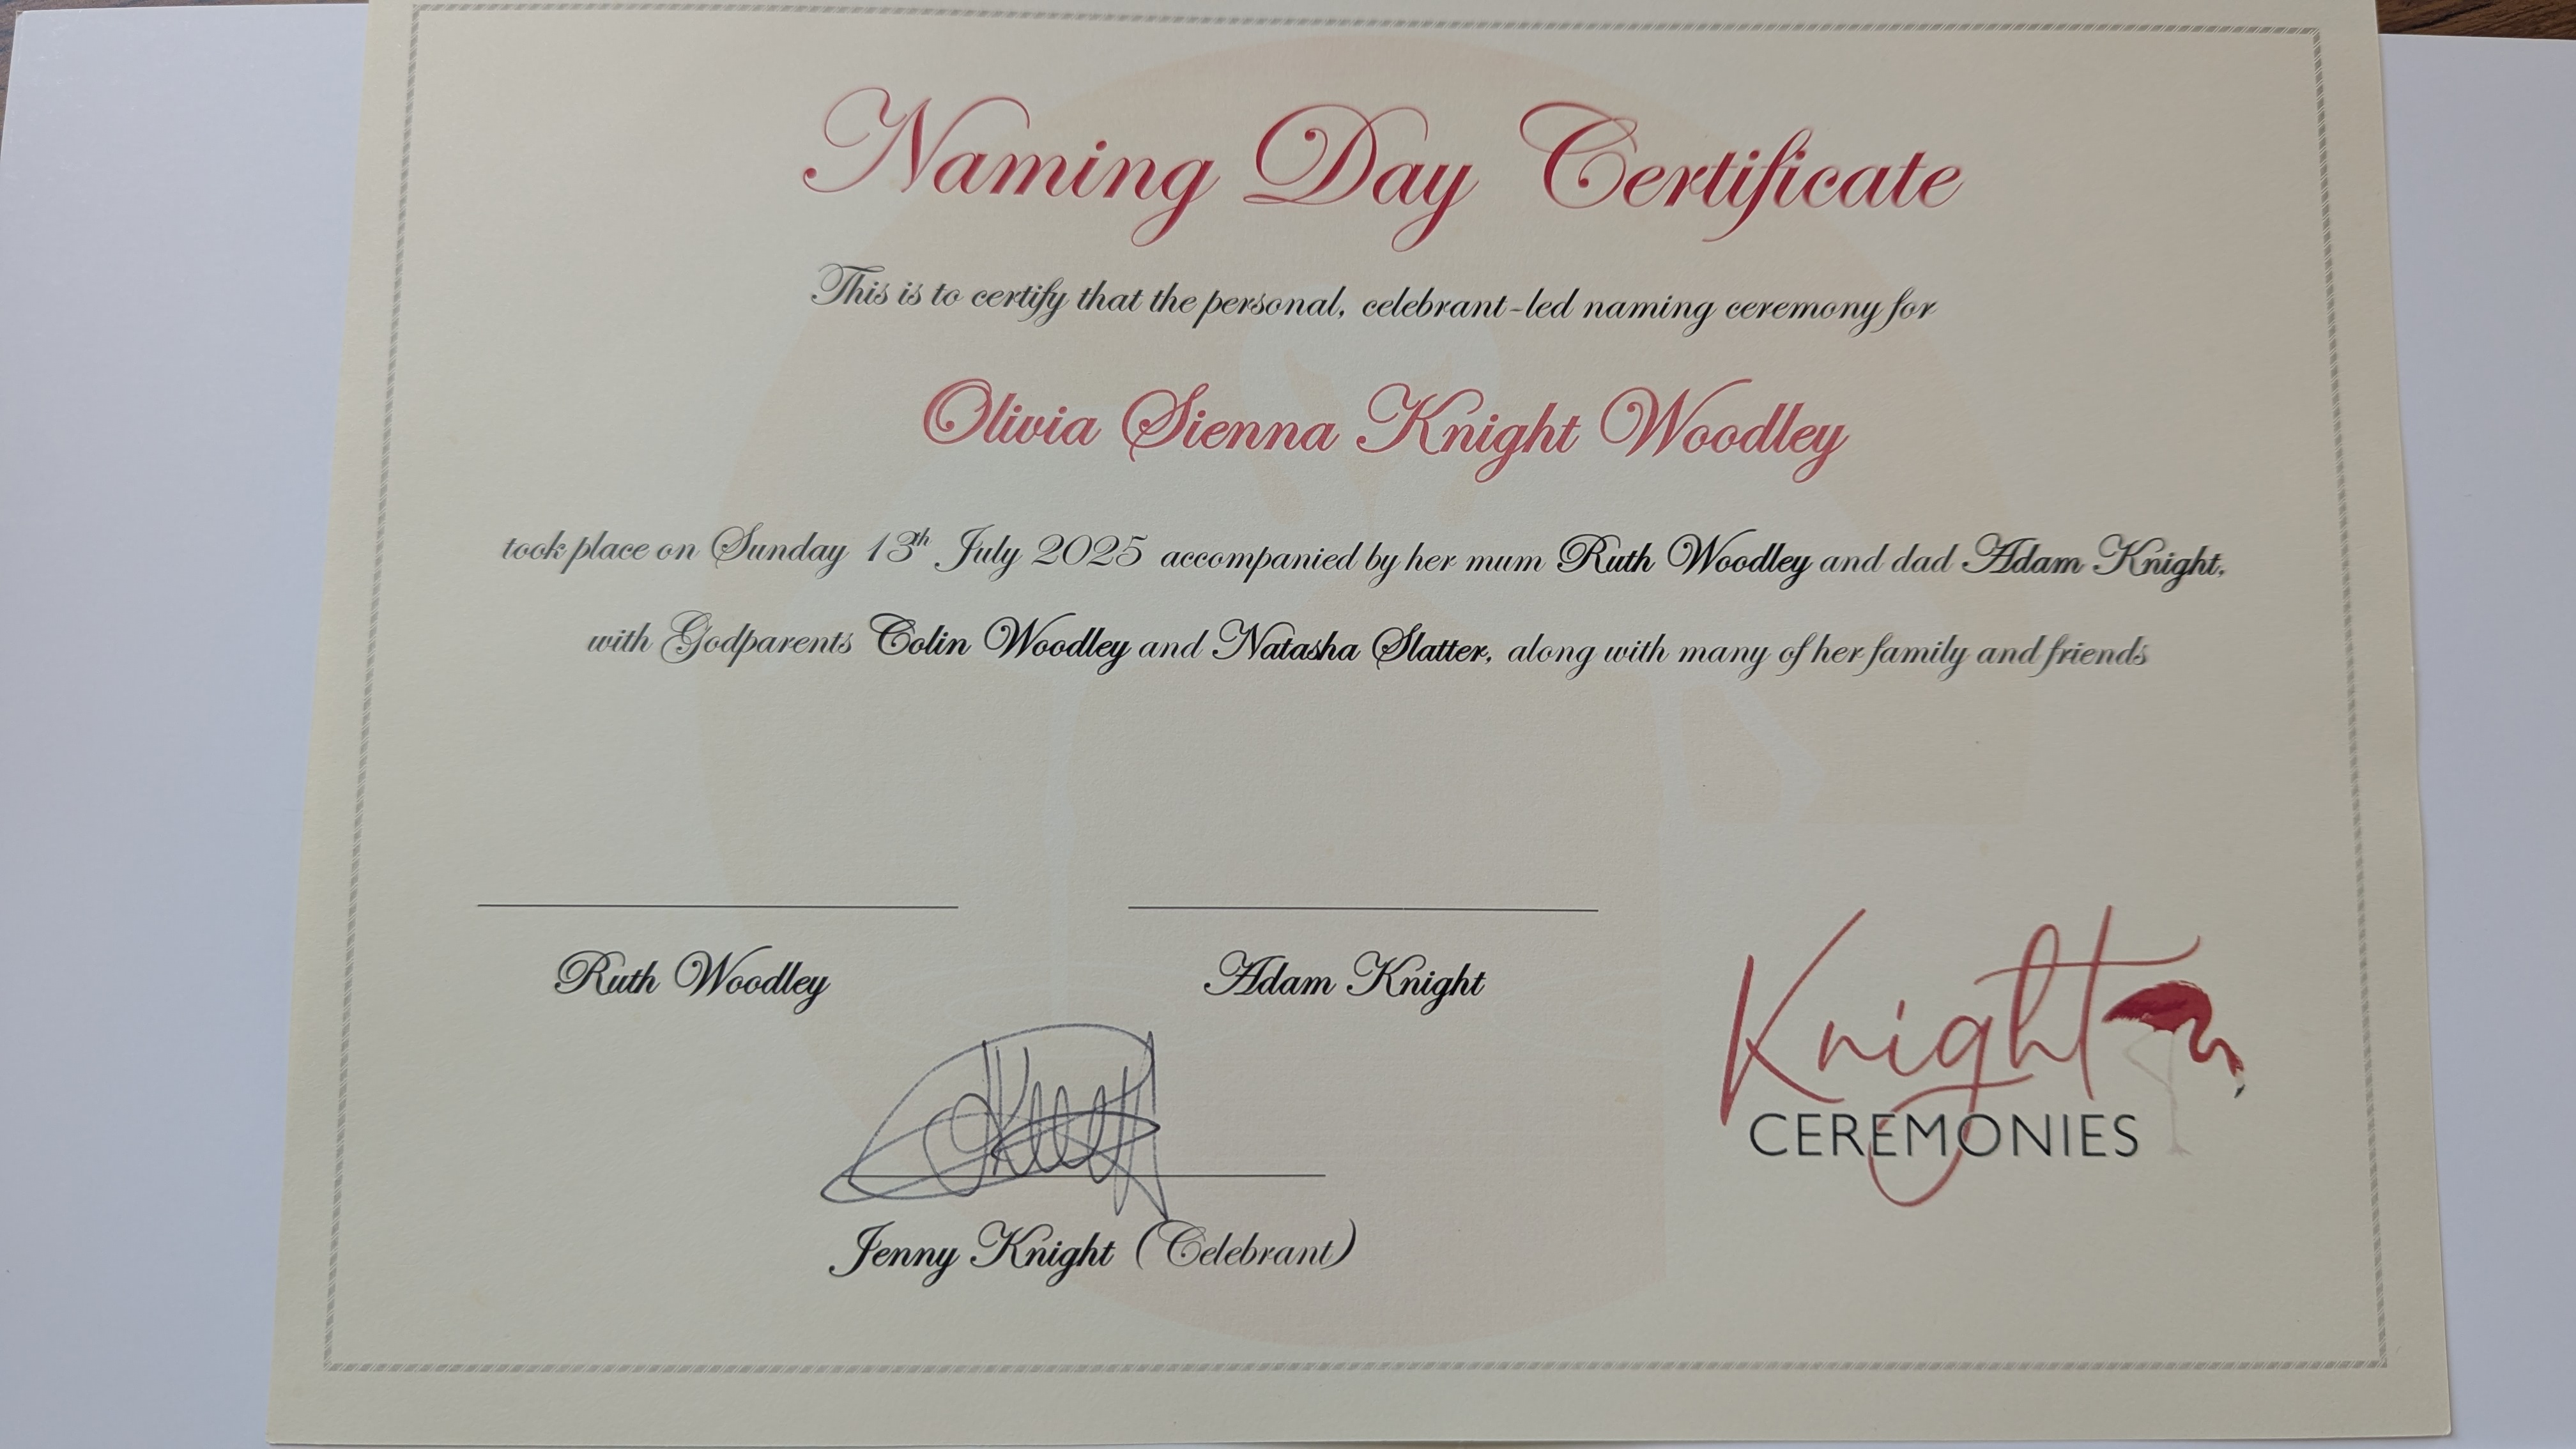 Naming Day Certificate
This is to certify that the personal, celebrant-led naming ceremony for
Olivia Sienna Knight Woodley
took place on Sunday 13th July 2025 accompanied by her mum Ruth Woodley and dad Adam Knight,
with Godparents Colin Woodley and Natasha Slatter, along with many of her family and friends
Ruth Woodley
Adam Knight
Knight
CEREMONIES
Jenny Knight (Celebrant)